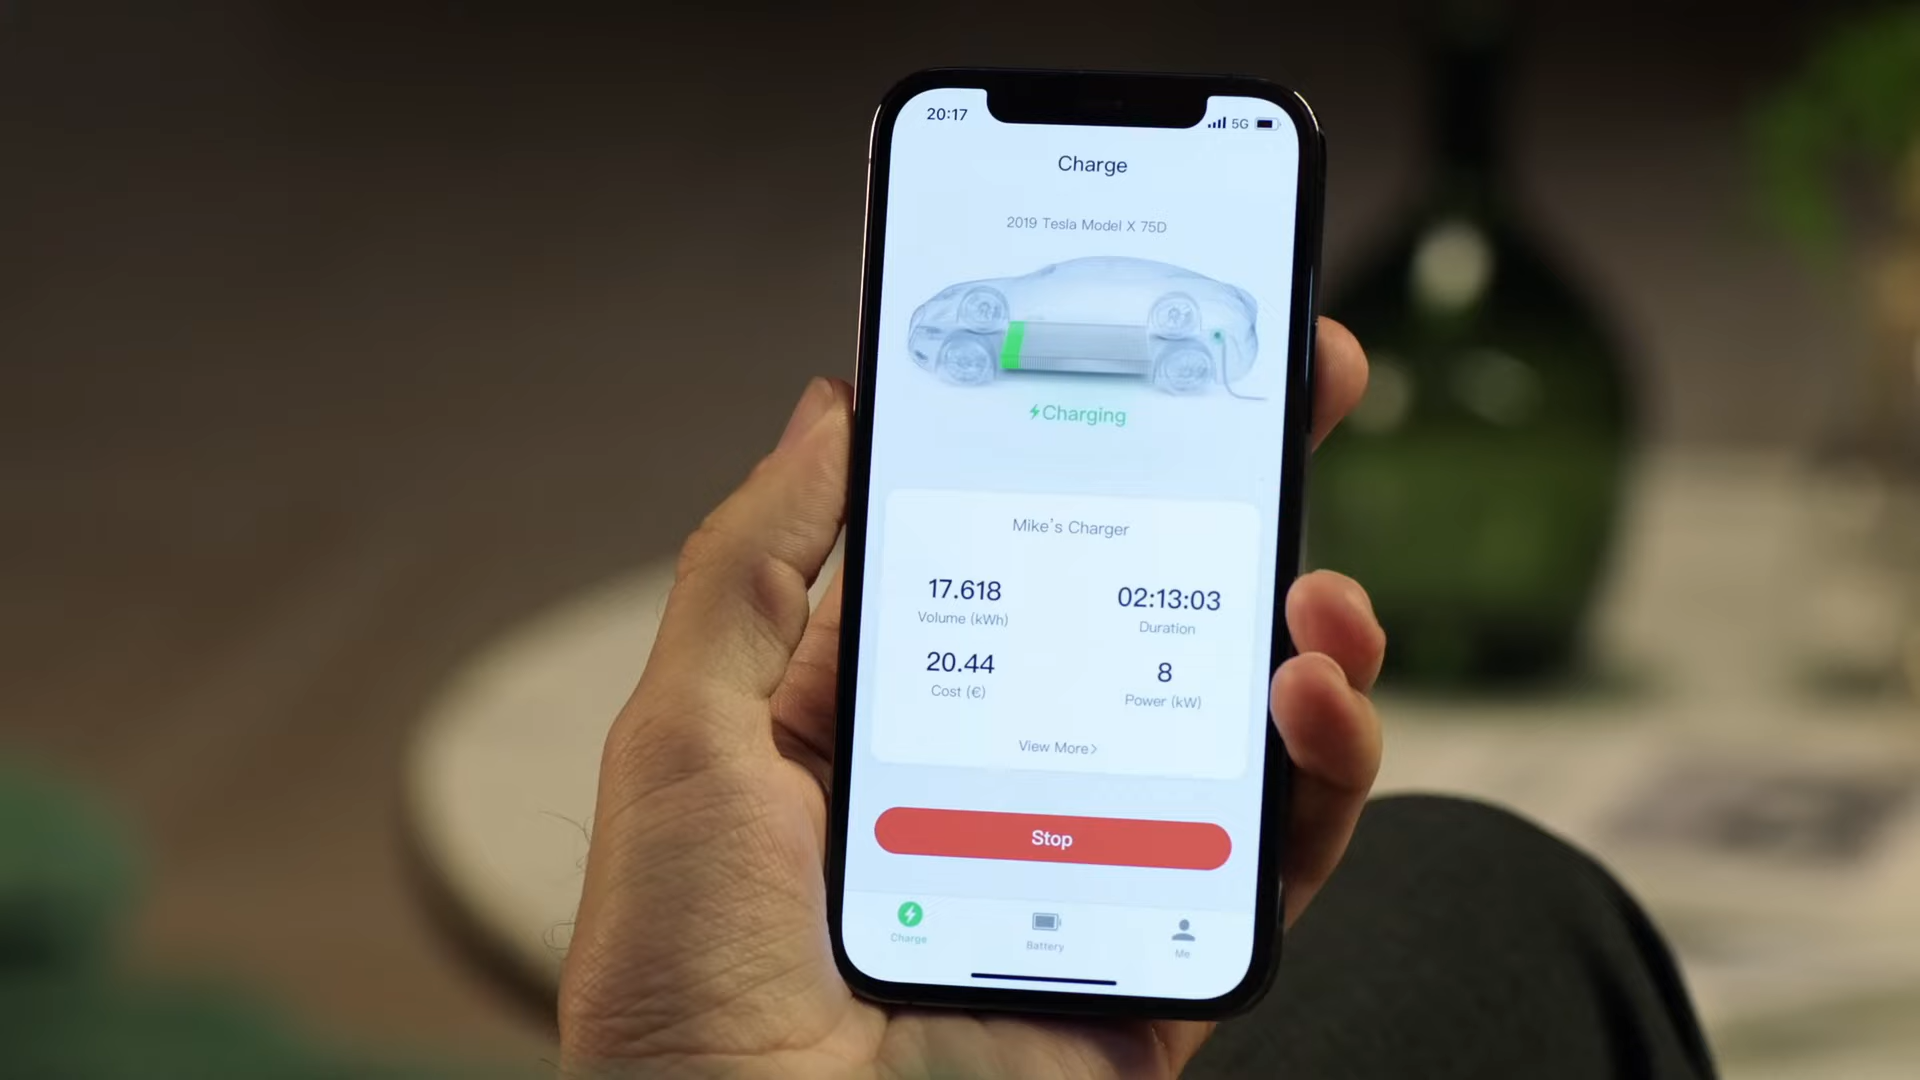 20:17
5G
Charge
2019 Tesla Model X 75D
Charging
Mike's Charger
17.618
Volume (kWh)
02:13:03
Duration
20.44
Cost (€)
8
Power (kW)
View More>
Stop
Charge
Battery
Me